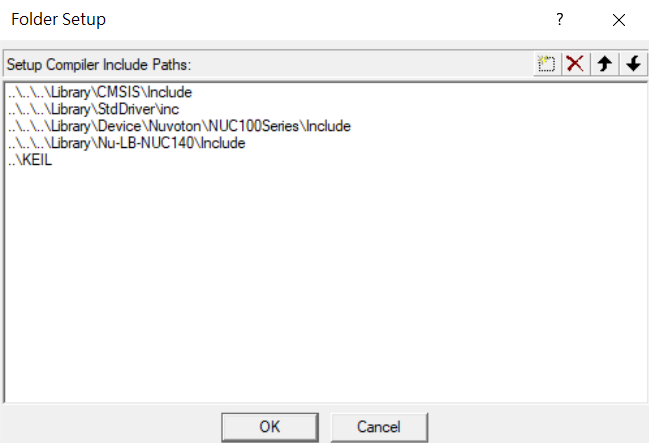 Folder Setup
?
Setup Compiler Include Paths:
..\..\..\Library\CMSIS\Include
..\..\..\Library\StdDriver\inc
..\..\..\Library\Device\Nuvoton\NUC100Series\Include
..\..\..\Library\Nu-LB-NUC140\Include
..\KEIL
OK
Cancel